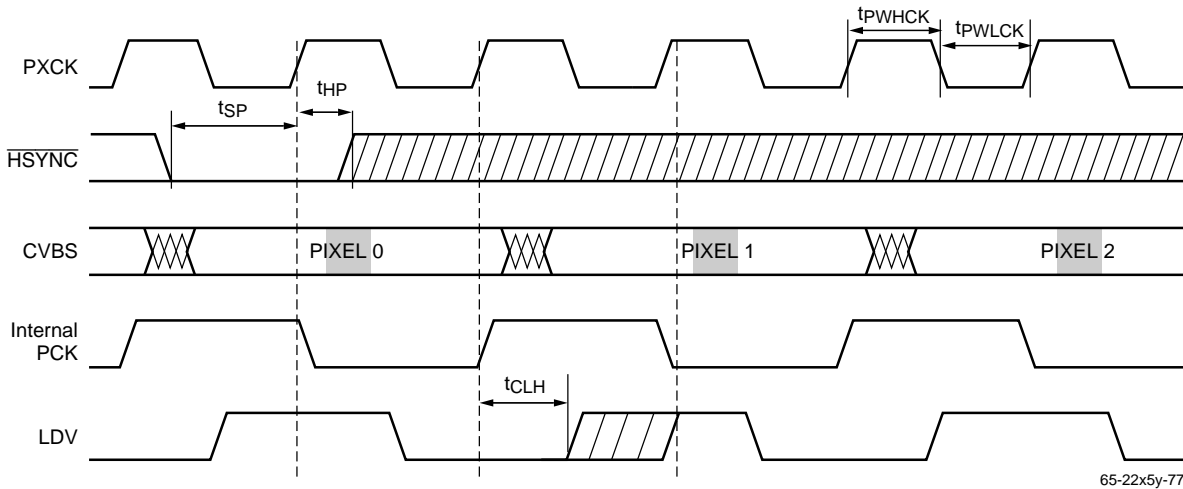 tPWHCK
tPWLCK
PXCK
tHP
tSP
HSYNC
CVBS
PIXEL 0
PIXEL 1
PIXEL 2
Internal
PCK
tCLH
LDV
65-22x5y-77